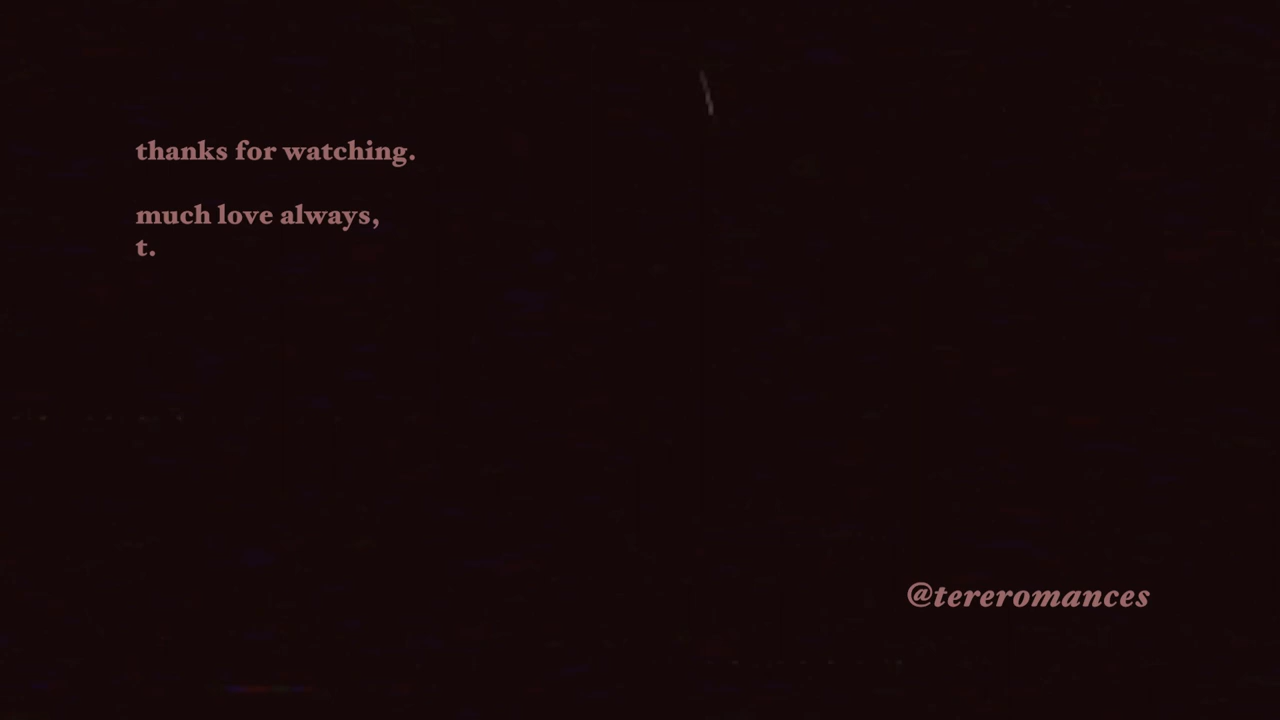 thanks for watching.
much love always,
t.
@tereromances